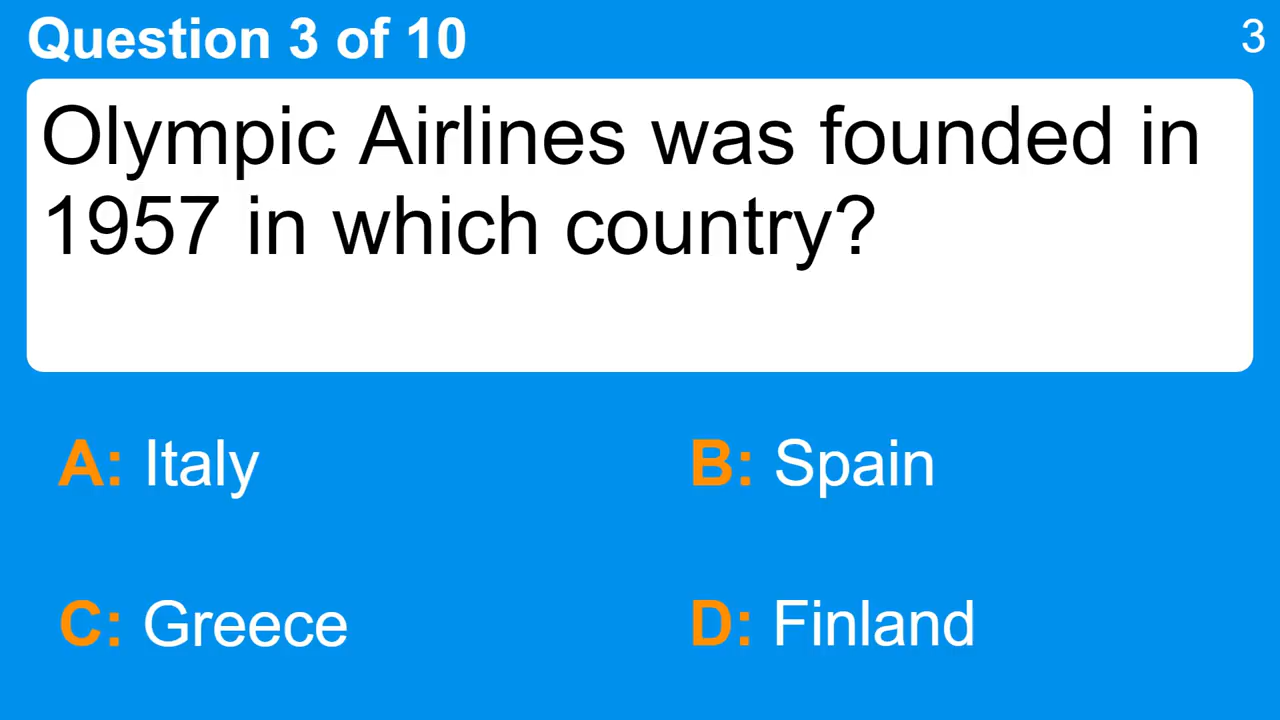 Question 3 of 10
3
Olympic Airlines was founded in
1957 in which country?
A: Italy
B: Spain
C: Greece
D: Finland